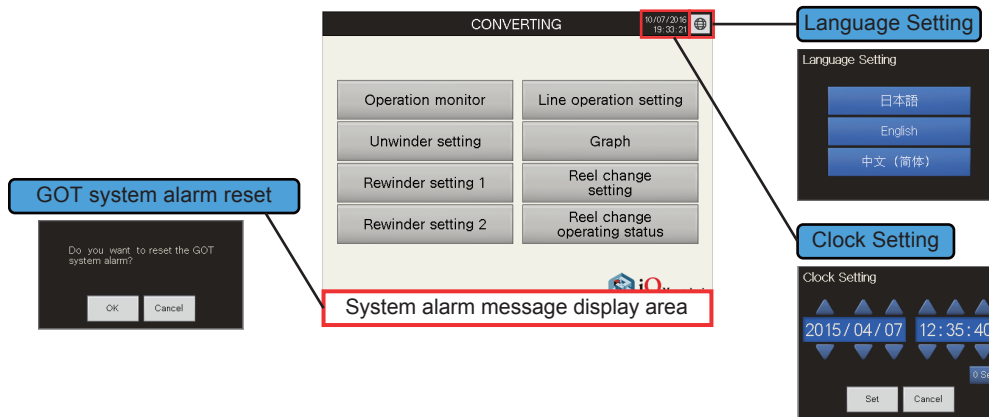 CONVERTING
10/07/2016
19:33:21
Language Setting
Language Setting
日本語
English
中文 (简体)
Operation monitor
Line operation setting
Unwinder setting
Graph
Rewinder setting 1
Reel change
setting
Rewinder setting 2
Reel change
operating status
GOT system alarm reset
Do you want to reset the GOT
system alarm?
OK
Cancel
iQ
System alarm message display area
Clock Setting
Clock Setting
2015/04/07 12:35:40
Set
Cancel